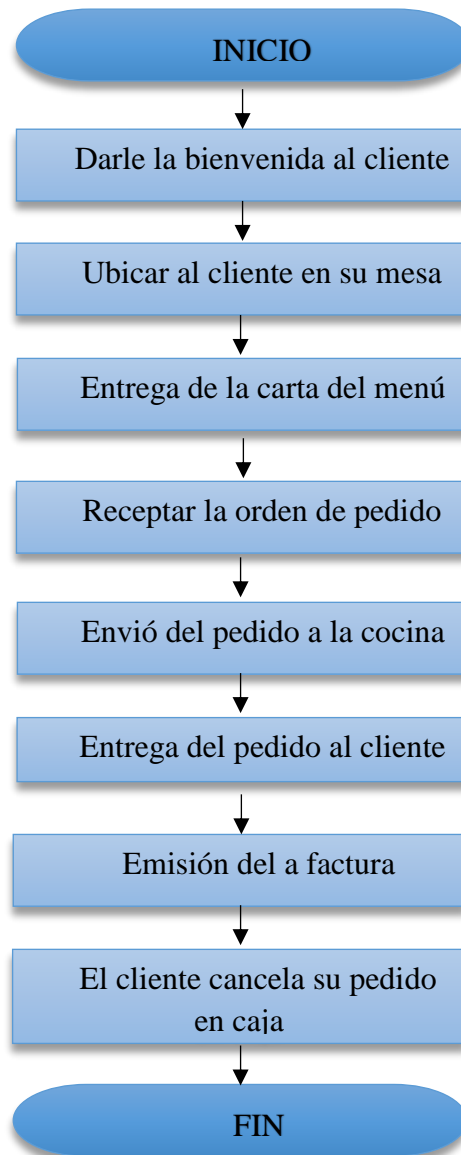 INICIO
Darle la bienvenida al cliente
Ubicar al cliente en su mesa
Entrega de la carta del menú
Receptar la orden de pedido
Envió del pedido a la cocina
Entrega del pedido al cliente
Emisión del a factura
El cliente cancela su pedido
en caja
FIN